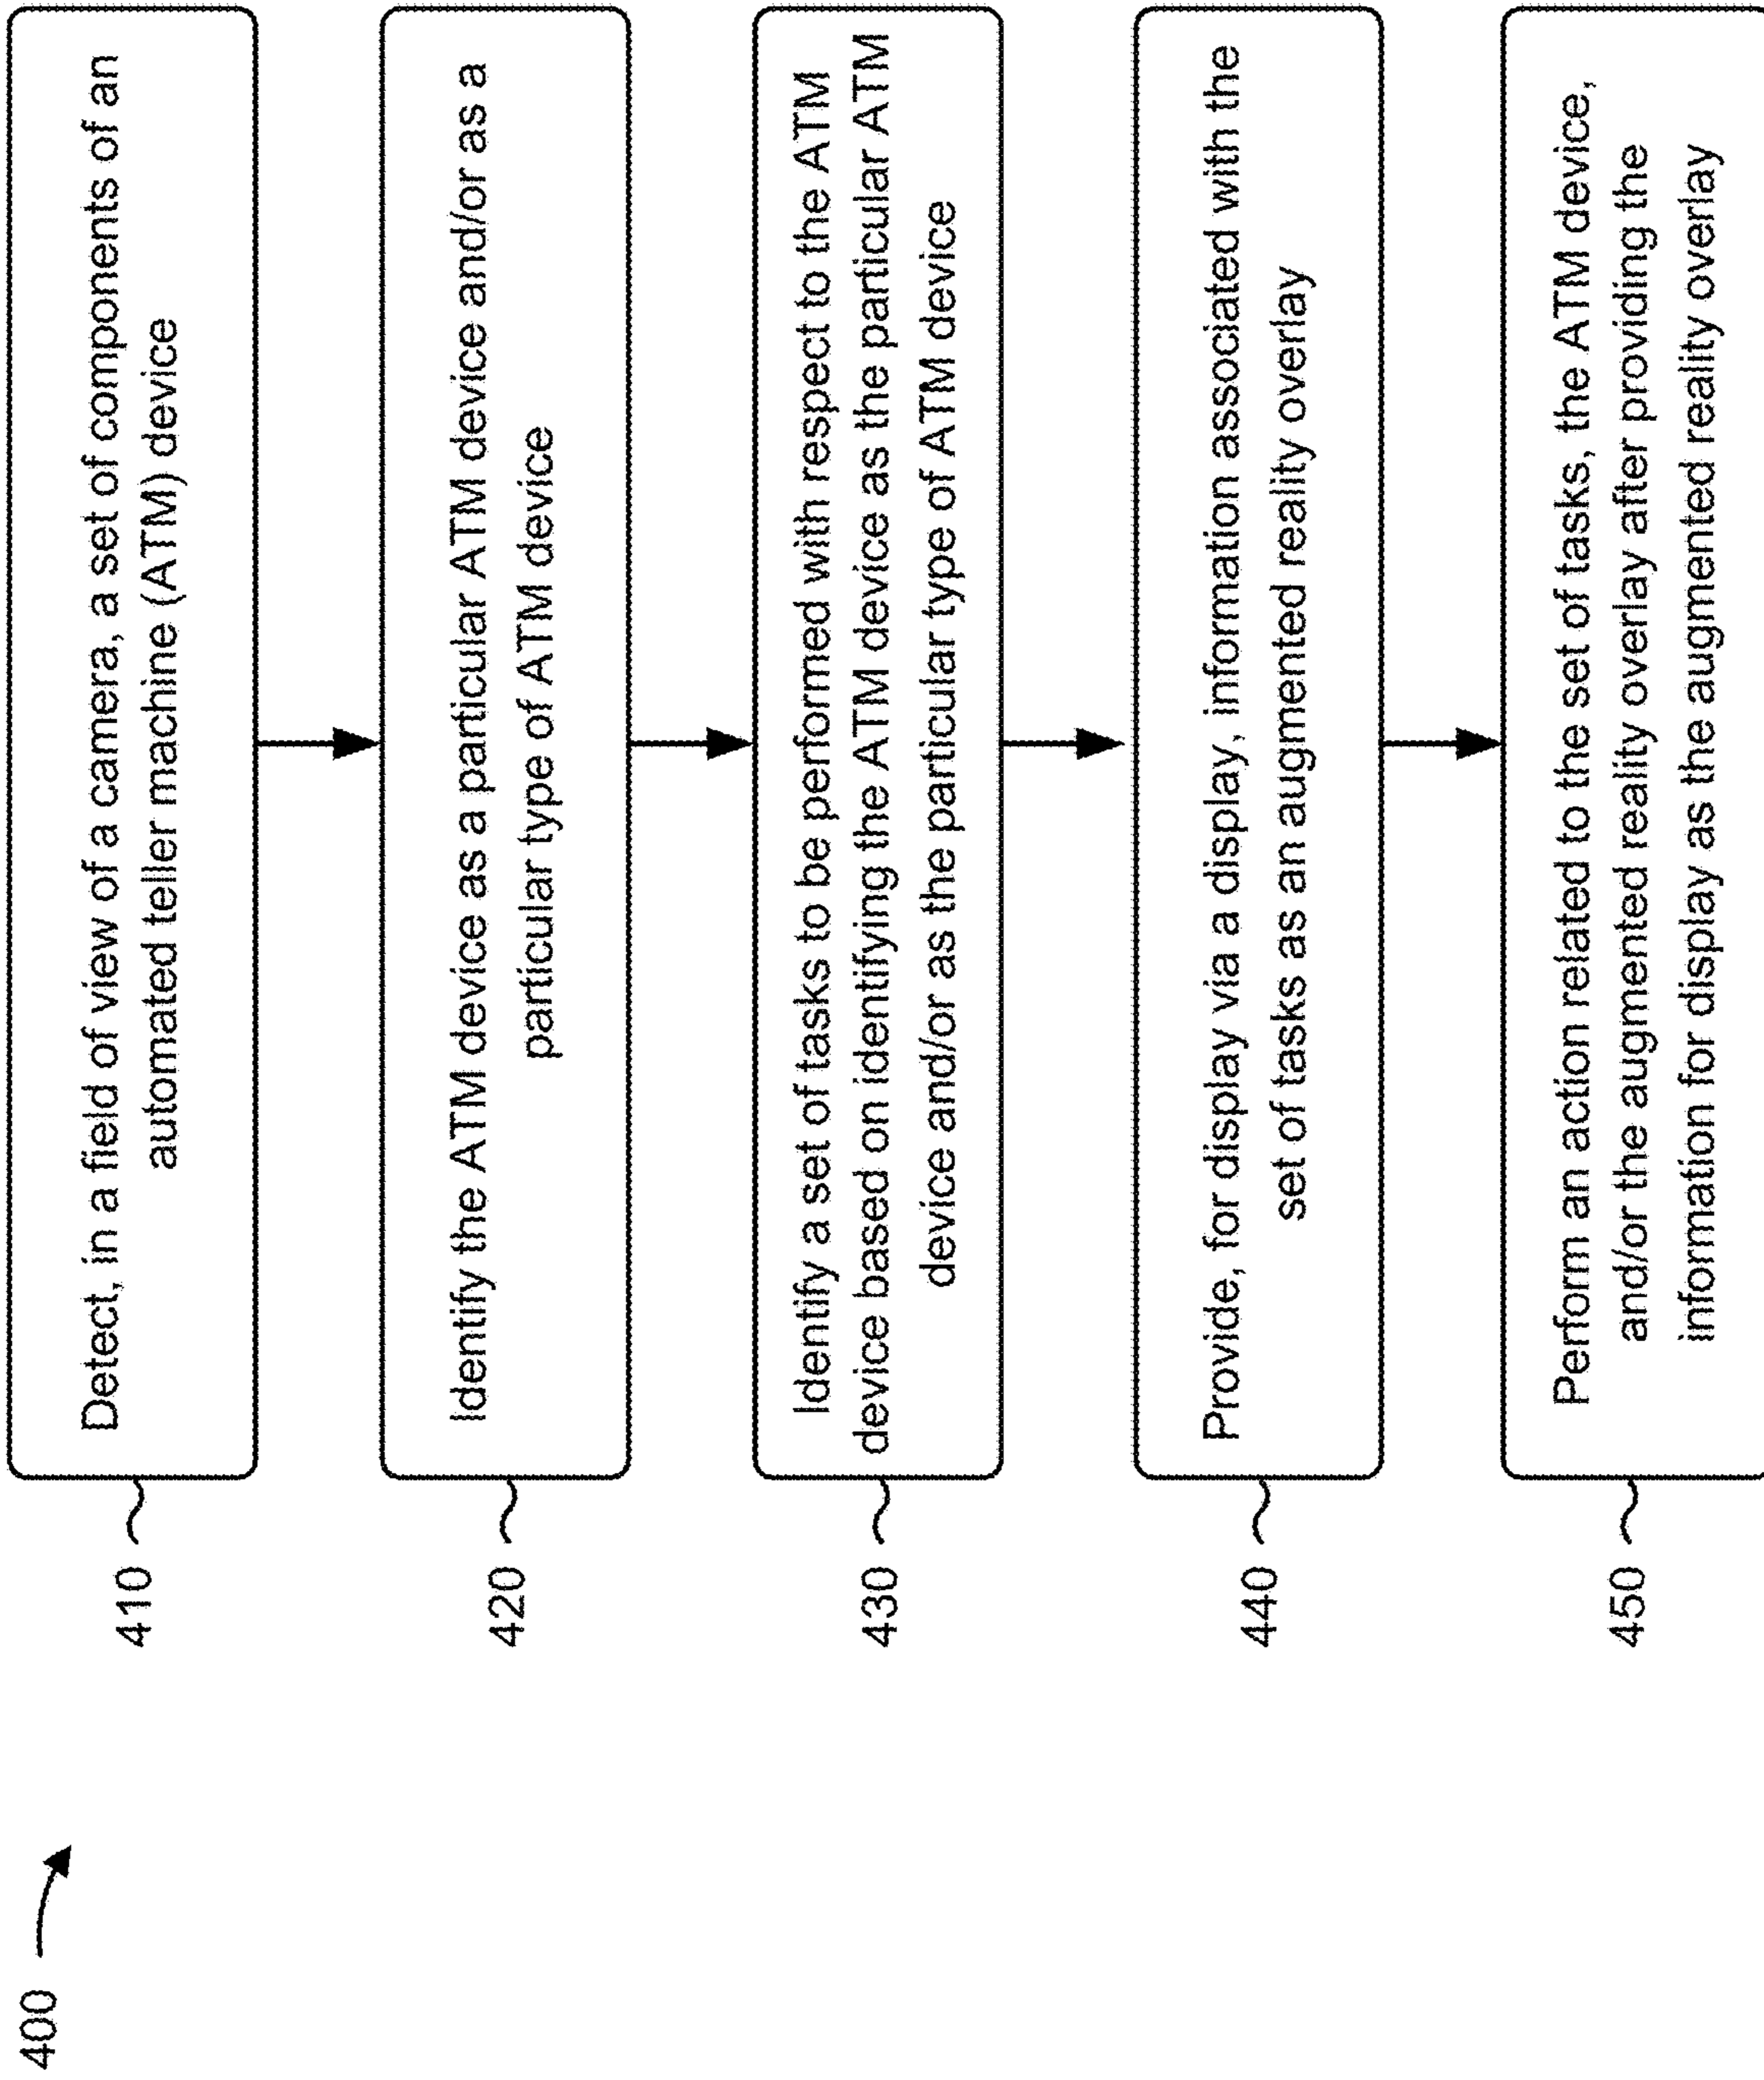 400
410
Detect, in a field of view of a camera, a set of components of an
automated teller machine (ATM) device
420
Identify the ATM device as a particular ATM device and/or as a
particular type of ATM device
430
Identify a set of tasks to be performed with respect to the ATM
device based on identifying the ATM device as the particular ATM
device and/or as the particular type of ATM device
440
Provide, for display via a display, information associated with the
set of tasks as an augmented reality overlay
450
Perform an action related to the set of tasks, the ATM device,
and/or the augmented reality overlay after providing the
information for display as the augmented reality overlay